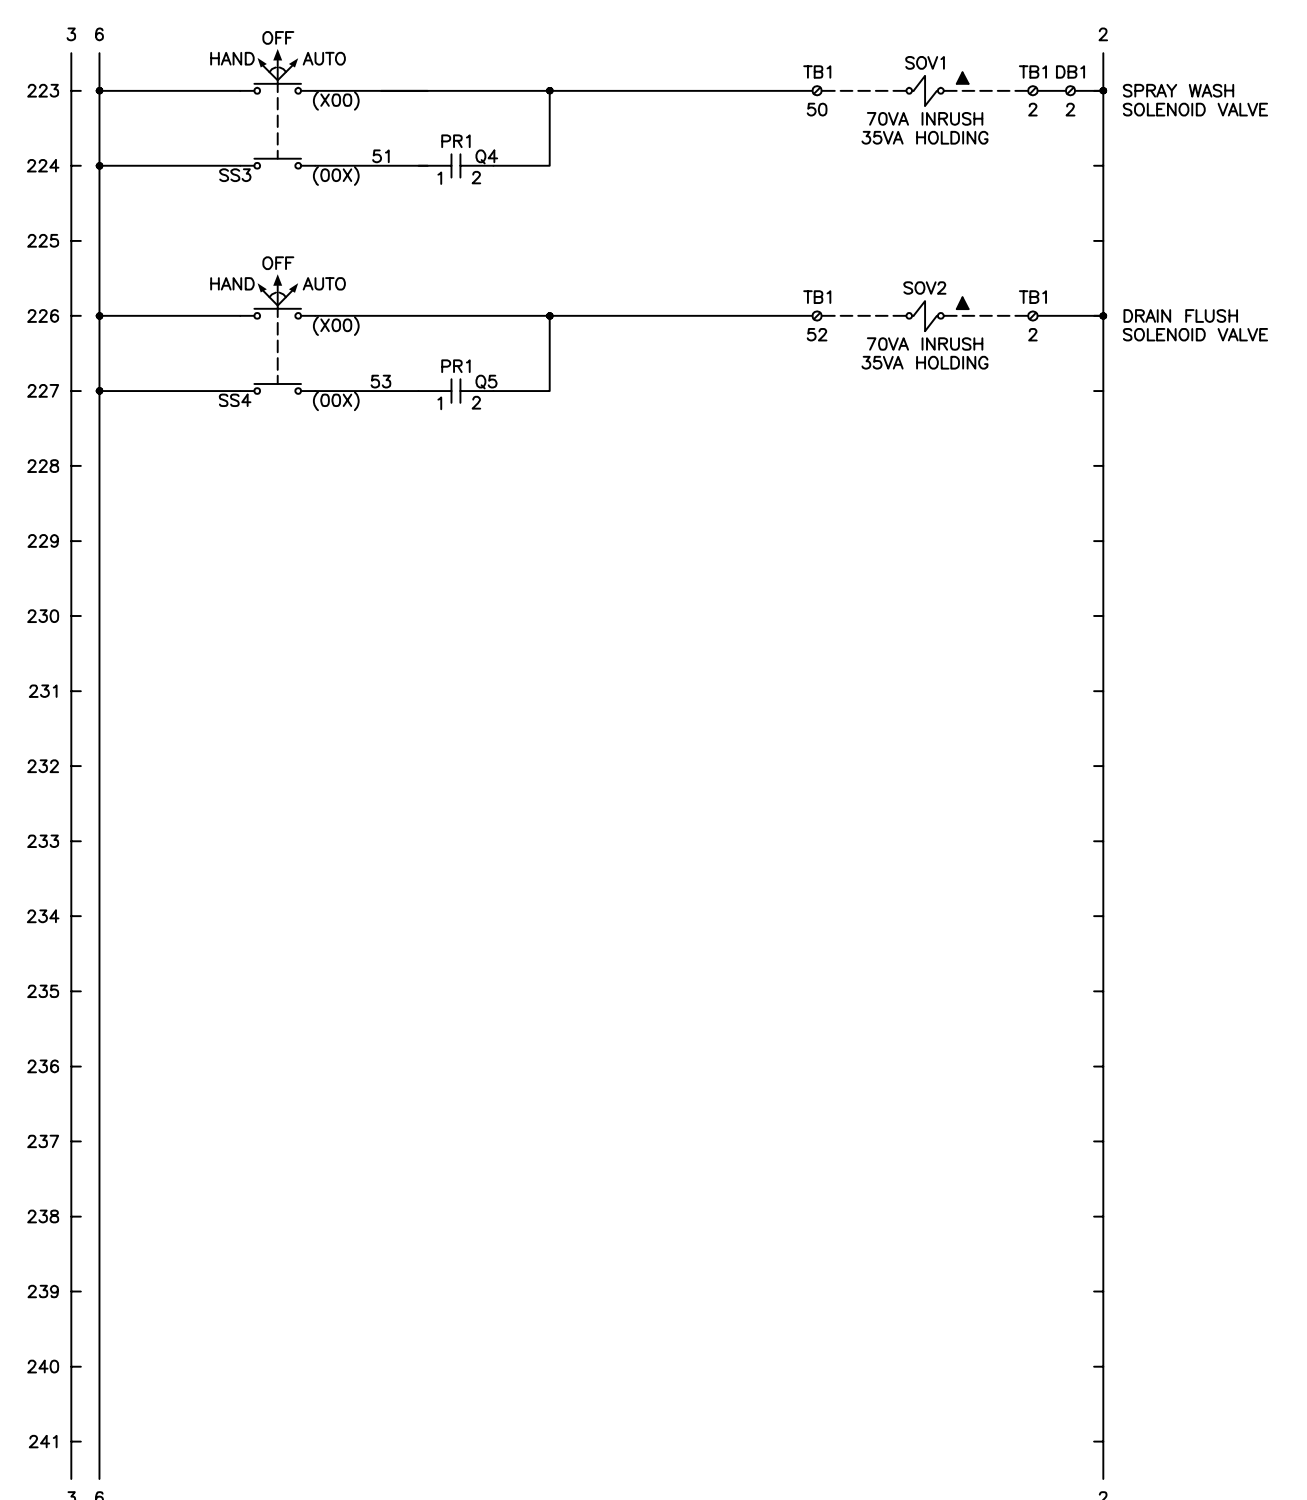 3 6 2
OFF
HAND AUTO
223 (X00) TB1 50 SOV1 TB1 DB1 2 2 SPRAY WASH
70VA INRUSH SOLENOID VALVE
35VA HOLDING
PR1
224 SS3 (00X) 51 1 Q4 2
225
OFF
HAND AUTO
226 (X00) TB1 52 SOV2 TB1 2 DRAIN FLUSH
70VA INRUSH SOLENOID VALVE
35VA HOLDING
PR1
227 SS4 (00X) 53 1 Q5 2
228
229
230
231
232
233
234
235
236
237
238
239
240
241
3 6 2